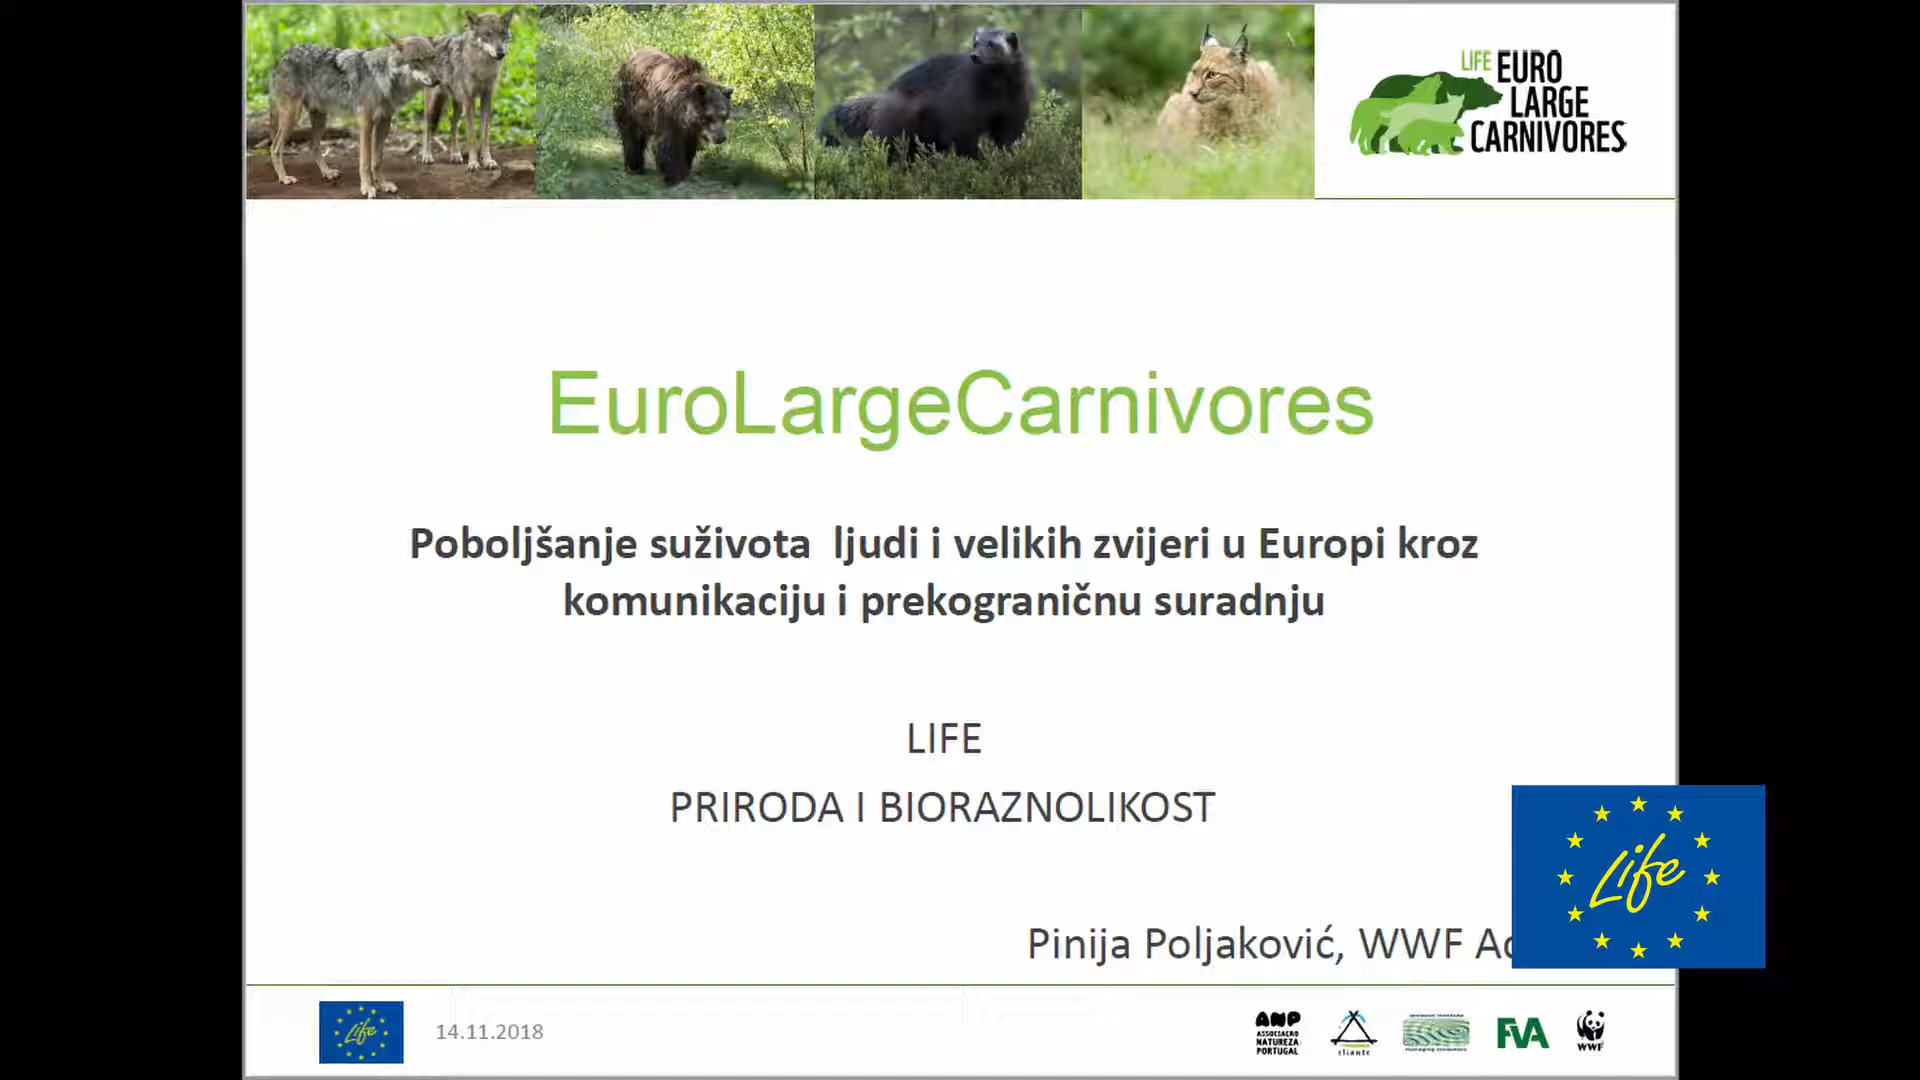 LIFE EURO
LARGE
CARNIVORES
EuroLargeCarnivores
Poboljšanje suživota ljudi i velikih zvijeri u Europi kroz
komunikaciju i prekograničnu suradnju
LIFE
PRIRODA I BIORAZNOLIKOST
Life
Pinija Poljaković, WWF
Life
14.11.2018
ANP
ASSOCIAÇÃO
NATUREZA
PORTUGAL
eliante
FVA
WWF